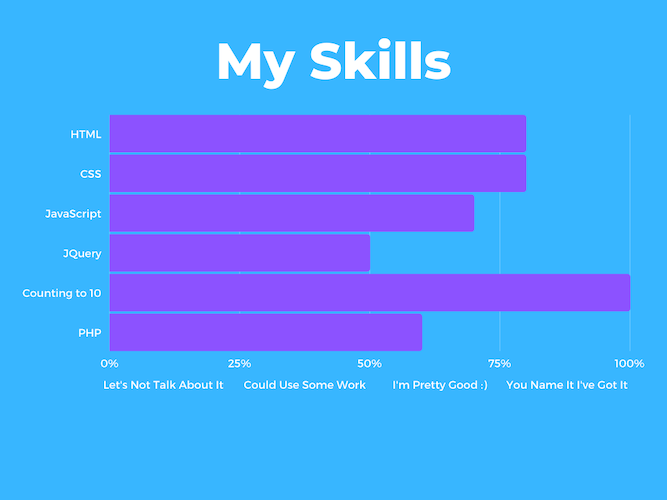 My Skills
HTML
CSS
JavaScript
JQuery
Counting to 10
PHP
0% 25% 50% 75% 100%
Let's Not Talk About It Could Use Some Work I'm Pretty Good :) You Name It I've Got It